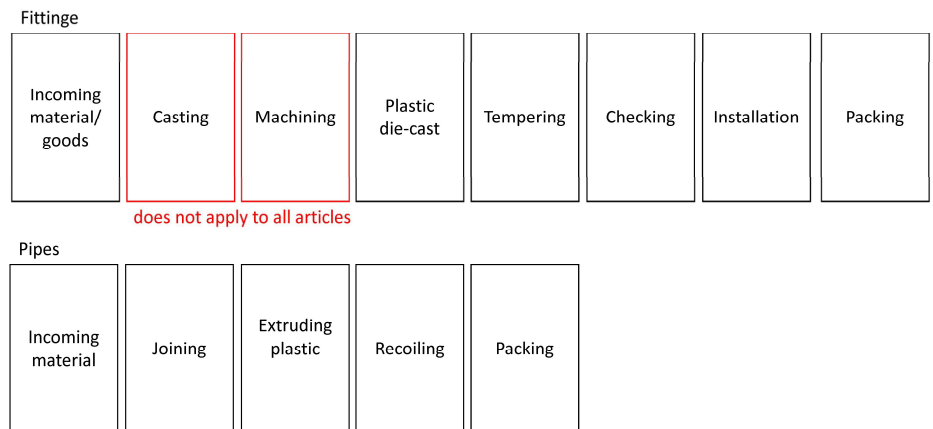 Fittinge
Incoming
material/
goods
Casting
Machining
Plastic
die-cast
Tempering
Checking
Installation
Packing
does not apply to all articles
Pipes
Incoming
material
Joining
Extruding
plastic
Recoiling
Packing